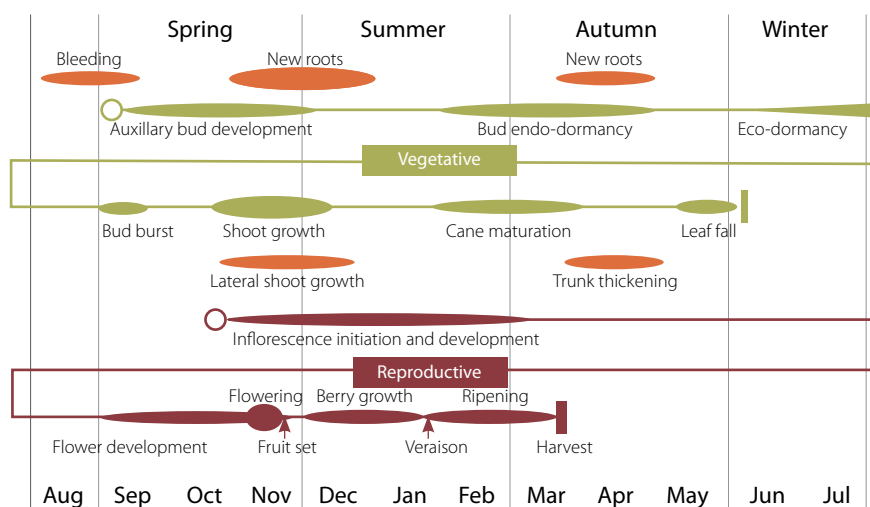 Spring Summer Autumn Winter
Bleeding New roots New roots
Auxillary bud development Bud endo-dormancy Eco-dormancy
Vegetative
Bud burst Shoot growth Cane maturation Leaf fall
Lateral shoot growth Trunk thickening
Inflorescence initiation and development
Reproductive
Flowering Berry growth Ripening
Flower development Fruit set Veraison Harvest
Aug Sep Oct Nov Dec Jan Feb Mar Apr May Jun Jul